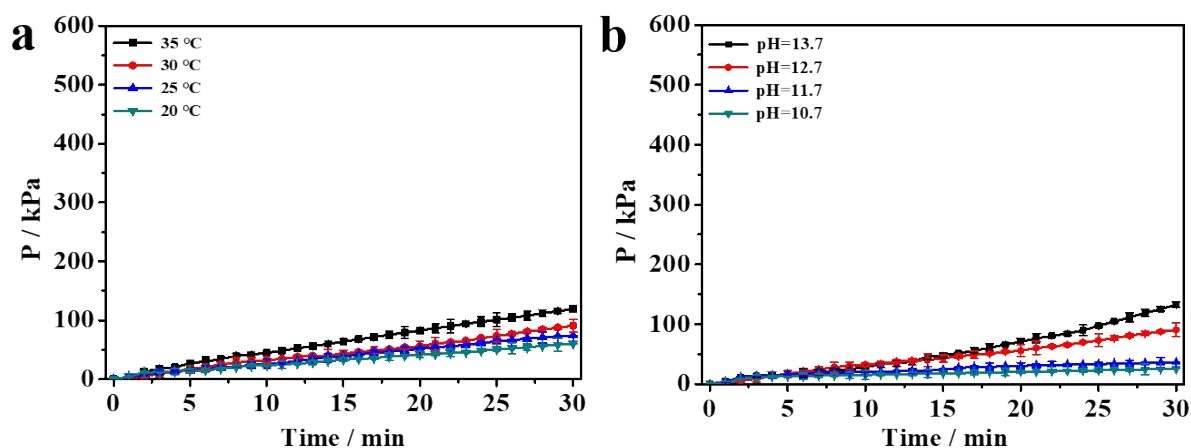 a
600
500
400
300
200
100
0
P / kPa
35 °C
30 °C
25 °C
20 °C
0 5 10 15 20 25 30
Time / min
b
600
500
400
300
200
100
0
P / kPa
pH=13.7
pH=12.7
pH=11.7
pH=10.7
0 5 10 15 20 25 30
Time / min